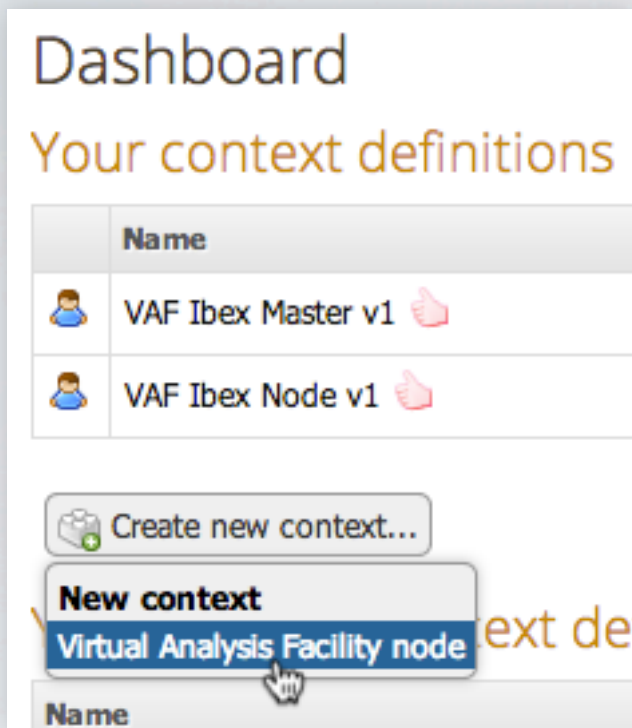 Dashboard
Your context definitions
Name
VAF Ibex Master v1
VAF Ibex Node v1
Create new context...
New context
Virtual Analysis Facility node
Name